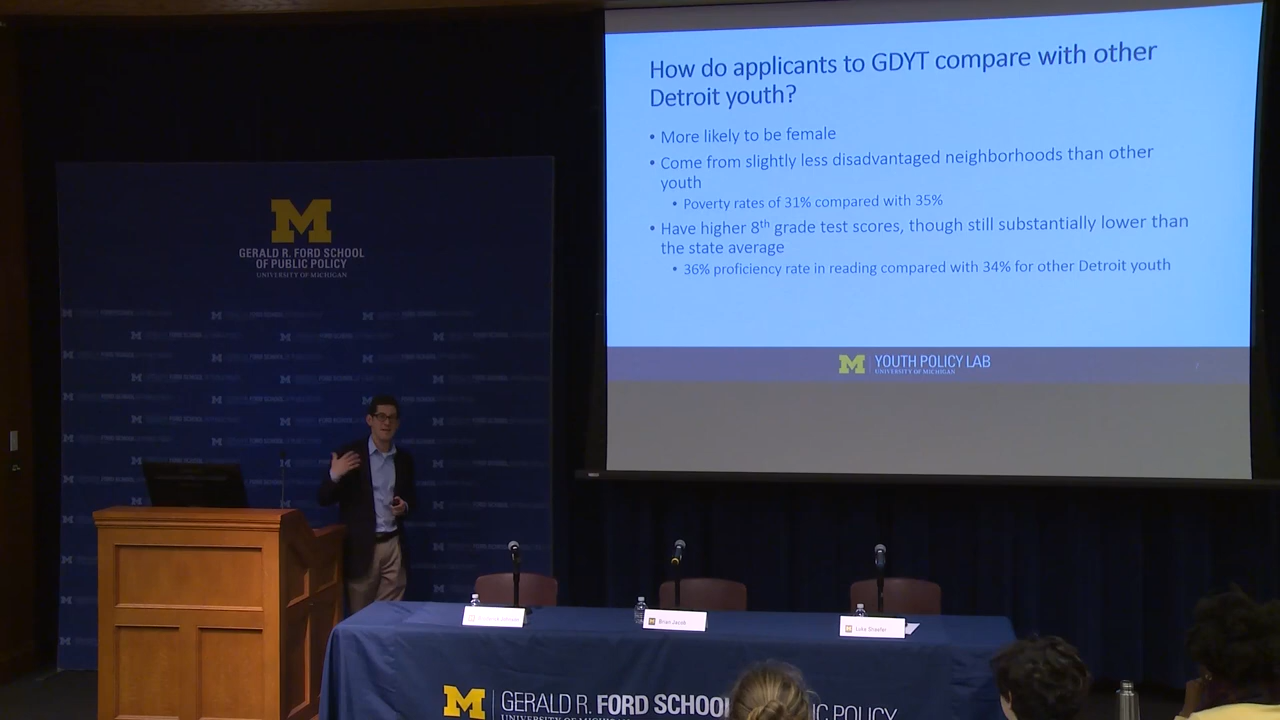 How do applicants to GDYT compare with other
Detroit youth?
• More likely to be female
• Come from slightly less disadvantaged neighborhoods than other
youth
• Poverty rates of 31% compared with 35%
• Have higher 8th grade test scores, though still substantially lower than
the state average
• 36% proficiency rate in reading compared with 34% for other Detroit youth
M YOUTH POLICY LAB
UNIVERSITY OF MICHIGAN
M
GERALD R. FORD SCHOOL
OF PUBLIC POLICY
UNIVERSITY OF MICHIGAN
Brian Jacob
Luke Shaefer
M GERALD R. FORD SCHOOL
POLICY